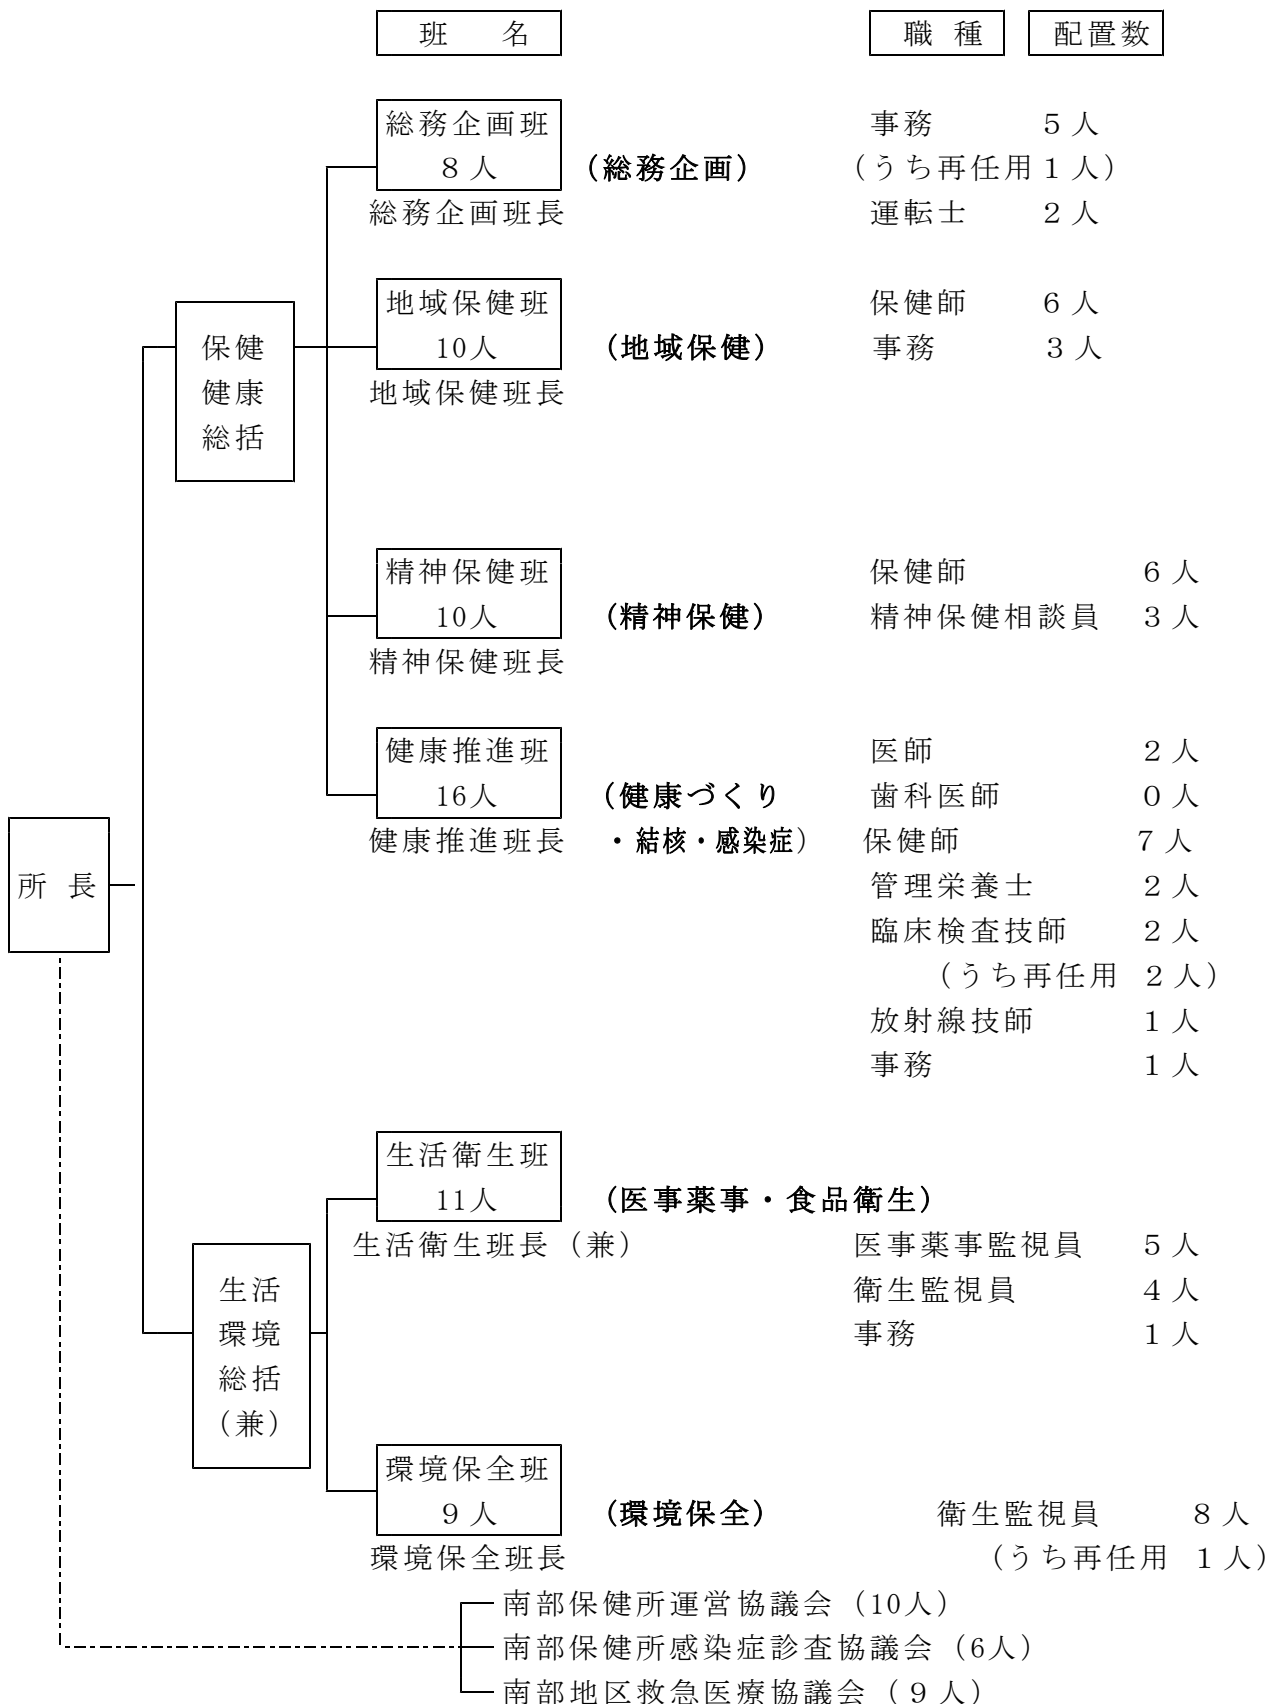 班　名　職種　配置数
総務企画班　事務　５人
８人　（総務企画）　（うち再任用１人）
総務企画班長　運転士　２人
地域保健班　保健師　６人
10人　（地域保健）　事務　３人
地域保健班長
保健
健康
総括
精神保健班　保健師　６人
10人　（精神保健）　精神保健相談員　３人
精神保健班長
健康推進班　医師　２人
16人　（健康づくり　歯科医師　０人
健康推進班長　・結核・感染症）　保健師　７人
所長　管理栄養士　２人
臨床検査技師　２人
（うち再任用　２人）
放射線技師　１人
事務　１人
生活衛生班
11人　（医事薬事・食品衛生）
生活衛生班長（兼）　医事薬事監視員　５人
衛生監視員　４人
事務　１人
生活
環境
総括
（兼）
環境保全班
９人　（環境保全）　衛生監視員　８人
環境保全班長　（うち再任用　１人）
南部保健所運営協議会（10人）
南部保健所感染症診査協議会（6人）
南部地区救急医療協議会（９人）